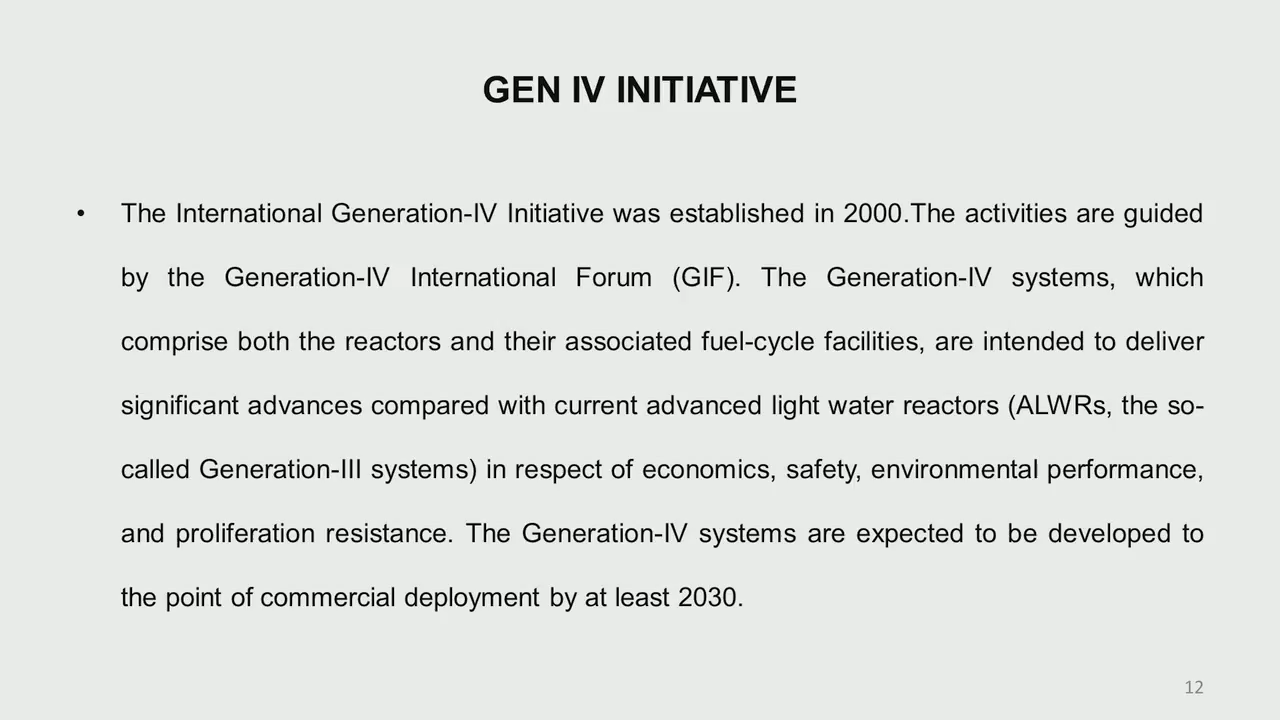 GEN IV INITIATIVE
• The International Generation-IV Initiative was established in 2000.The activities are guided
by the Generation-IV International Forum (GIF). The Generation-IV systems, which
comprise both the reactors and their associated fuel-cycle facilities, are intended to deliver
significant advances compared with current advanced light water reactors (ALWRs, the so-
called Generation-III systems) in respect of economics, safety, environmental performance,
and proliferation resistance. The Generation-IV systems are expected to be developed to
the point of commercial deployment by at least 2030.
12